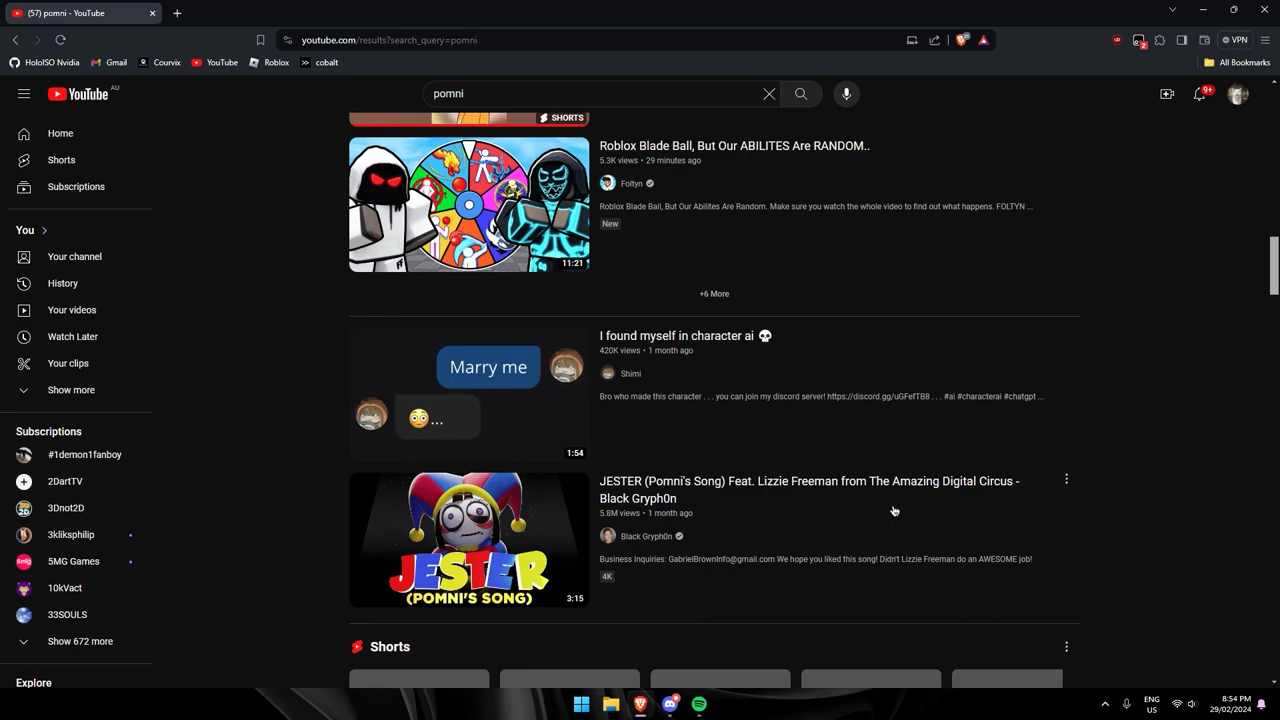 (57) pomni - YouTube
youtube.com/results?search_query=pomni
VPN
HoloISO Nvidia
Gmail
Courvix
YouTube
Roblox
cobalt
All Bookmarks
YouTube AU
pomni
9+
Home
Shorts
Subscriptions
You
Your channel
History
Your videos
Watch Later
Your clips
Show more
Subscriptions
#1demon1fanboy
2DartTV
3Dnot2D
3kliksphilip
5MG Games
10kVact
33SOULS
Show 672 more
Explore
SHORTS
11:21
Roblox Blade Ball, But Our ABILITES Are RANDOM..
5.3K views • 29 minutes ago
Foltyn
Roblox Blade Ball, But Our Abilites Are Random. Make sure you watch the whole video to find out what happens. FOLTYN ...
New
+6 More
Marry me
...
1:54
I found myself in character ai 💀
420K views • 1 month ago
Shimi
Bro who made this character . . . you can join my discord server! https://discord.gg/uGFefTB8 . . . #ai #characterai #chatgpt ...
JESTER
(POMNI'S SONG)
3:15
JESTER (Pomni's Song) Feat. Lizzie Freeman from The Amazing Digital Circus -
Black Gryph0n
5.8M views • 1 month ago
Black Gryph0n
Business Inquiries: GabrielBrownInfo@gmail.com We hope you liked this song! Didn't Lizzie Freeman do an AWESOME job!
4K
Shorts
ENG
US
8:54 PM
29/02/2024